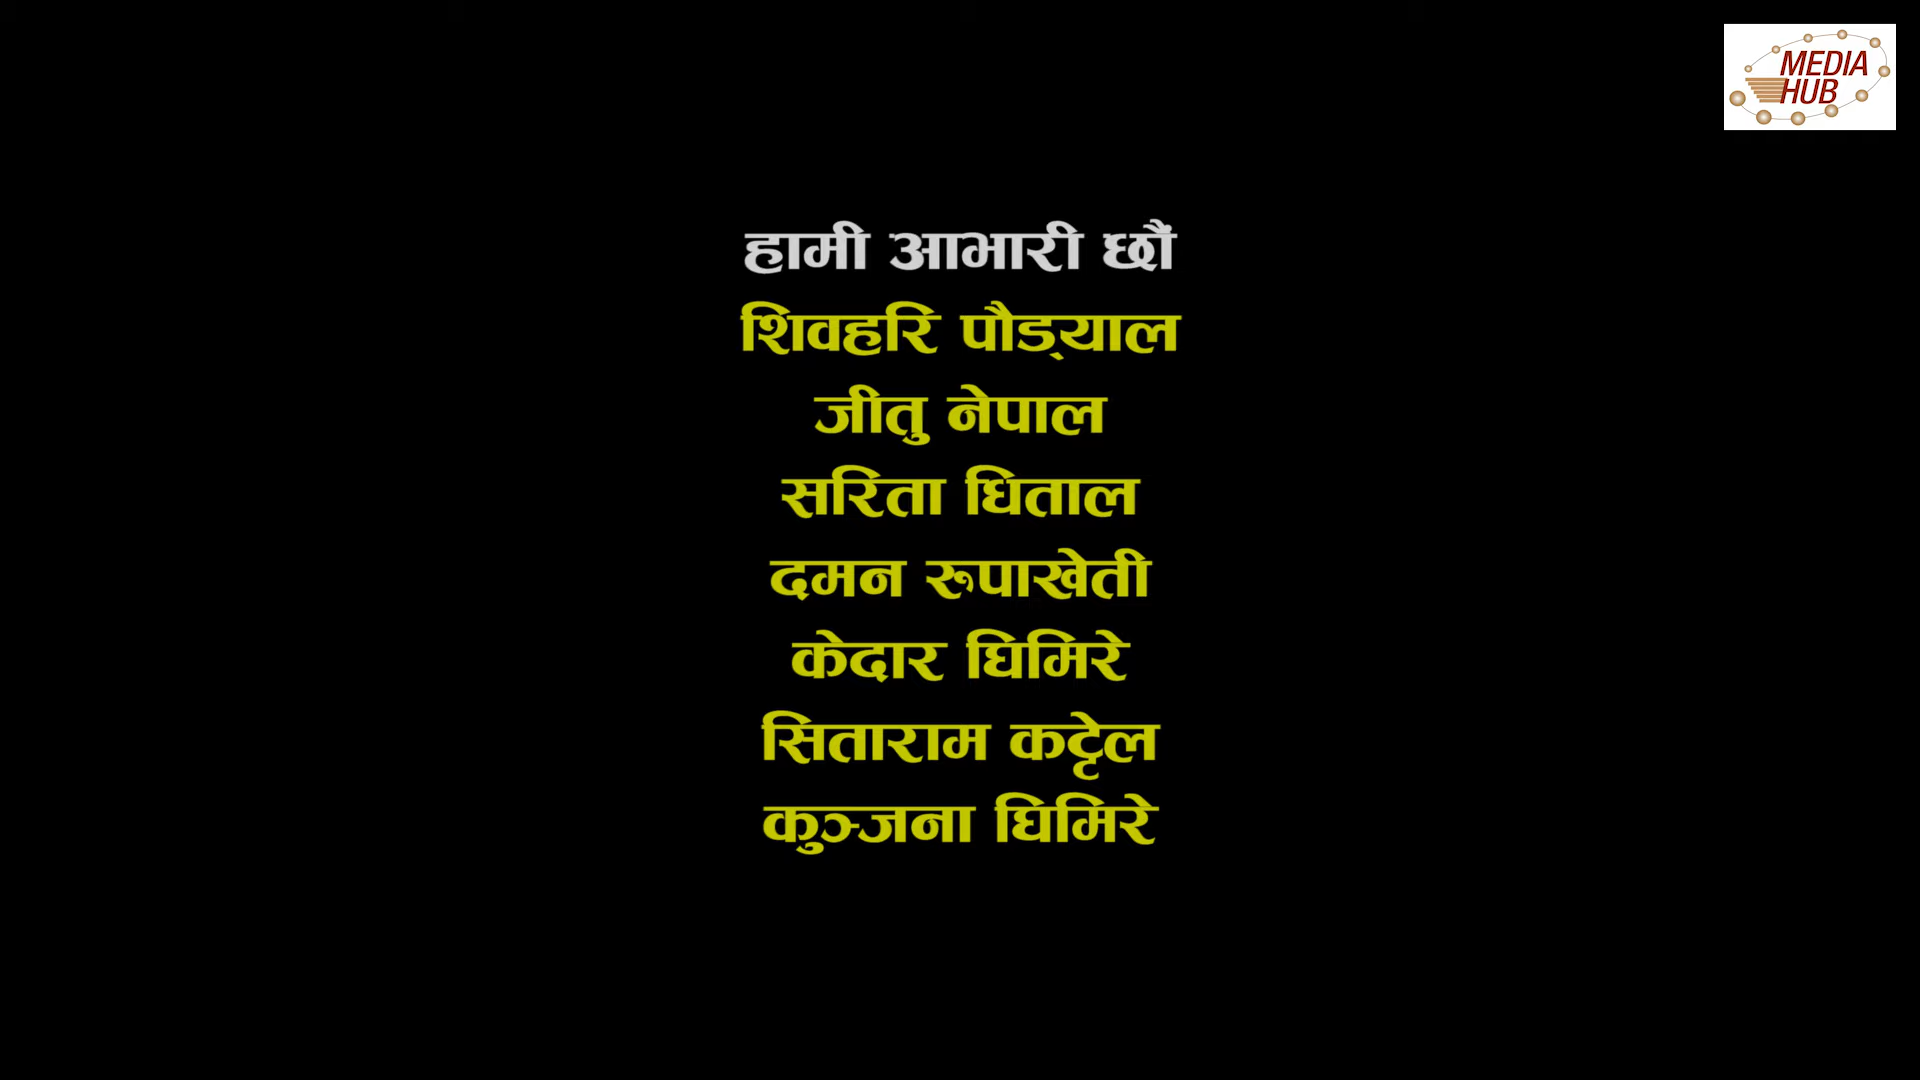 MEDIA
HUB
हामी आभारी छौं
शिवहरि पौड्याल
जीतु नेपाल
सरिता धिताल
दमन रुपाखेती
केदार घिमिरे
सिताराम कट्टेल
कुञ्जना घिमिरे